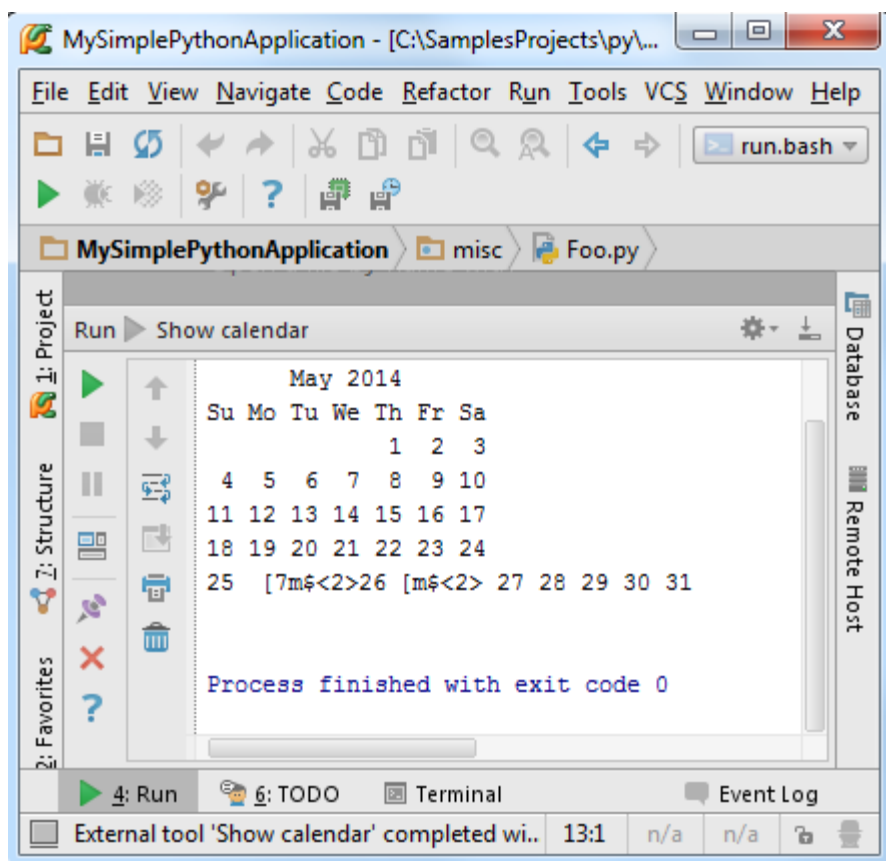 MySimplePythonApplication - [C:\SamplesProjects\py\...
File Edit View Navigate Code Refactor Run Tools VCS Window Help
run.bash
MySimplePythonApplication misc Foo.py
1: Project
7: Structure
2: Favorites
Run Show calendar
May 2014
Su Mo Tu We Th Fr Sa
1 2 3
4 5 6 7 8 9 10
11 12 13 14 15 16 17
18 19 20 21 22 23 24
25 [7m$<2>26 [m$<2> 27 28 29 30 31
Process finished with exit code 0
Database
Remote Host
4: Run 6: TODO Terminal Event Log
External tool 'Show calendar' completed wi.. 13:1 n/a n/a